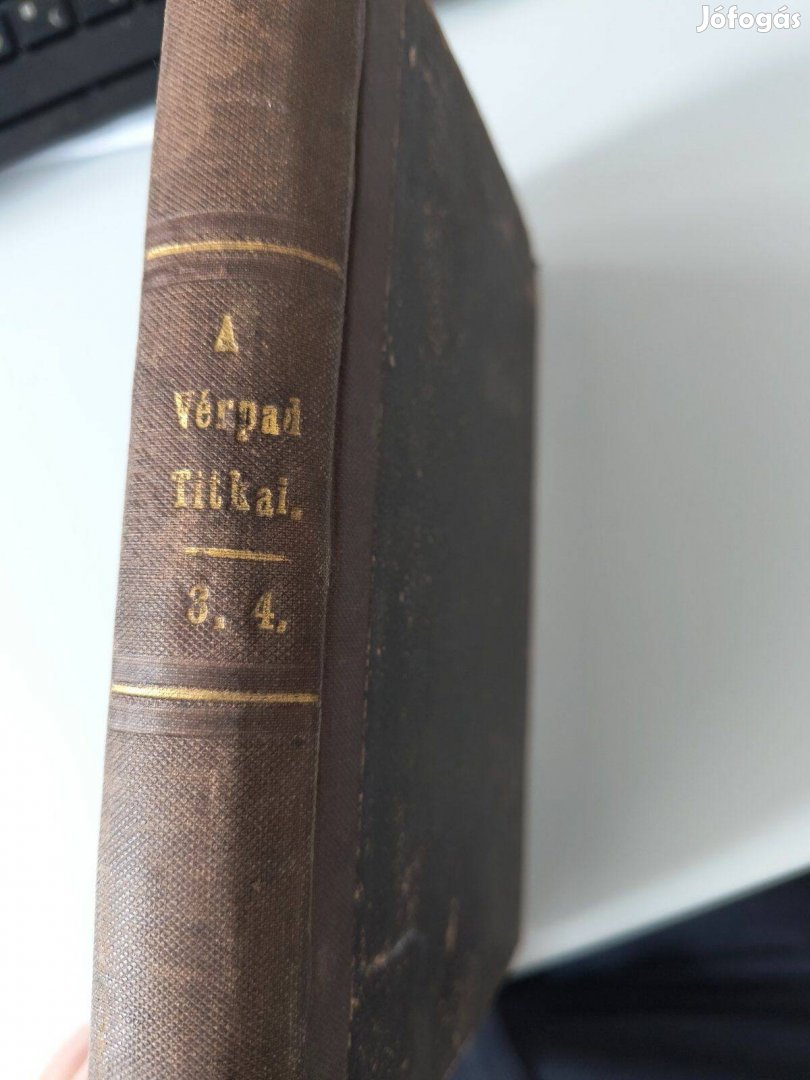 Jófogás
A
Vérpad
Titkai.
3. 4.